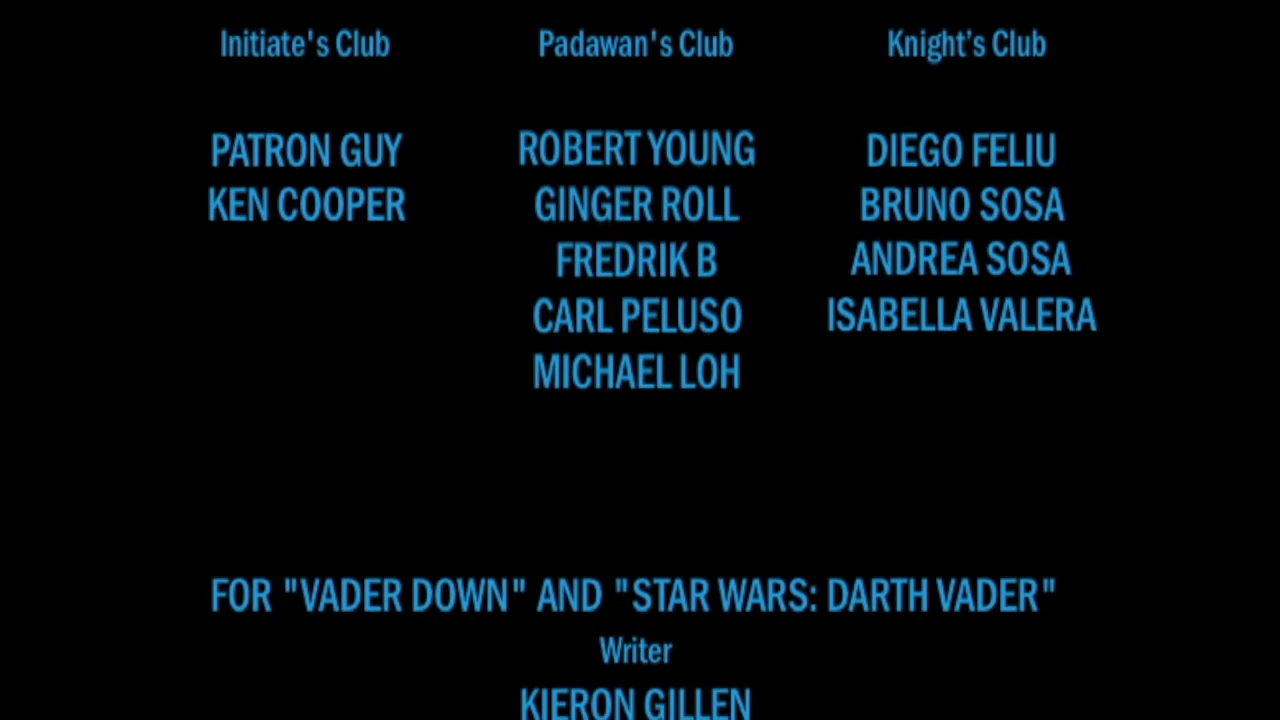 Initiate's Club
PATRON GUY
KEN COOPER
Padawan's Club
ROBERT YOUNG
GINGER ROLL
FREDRIK B
CARL PELUSO
MICHAEL LOH
Knight’s Club
DIEGO FELIU
BRUNO SOSA
ANDREA SOSA
ISABELLA VALERA
FOR "VADER DOWN" AND "STAR WARS: DARTH VADER"
Writer
KIERON GILLEN